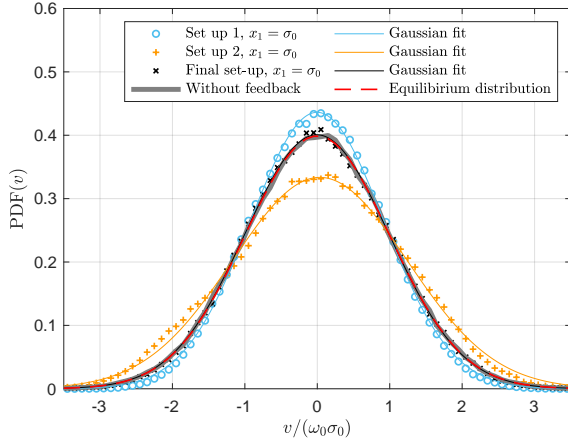 0.6
0.5
0.4
0.3
0.2
0.1
0
PDF(v)
Set up 1, x₁ = σ₀ Gaussian fit
Set up 2, x₁ = σ₀ Gaussian fit
Final set-up, x₁ = σ₀ Gaussian fit
Without feedback Equilibrium distribution
-3 -2 -1 0 1 2 3
v/(ω₀σ₀)